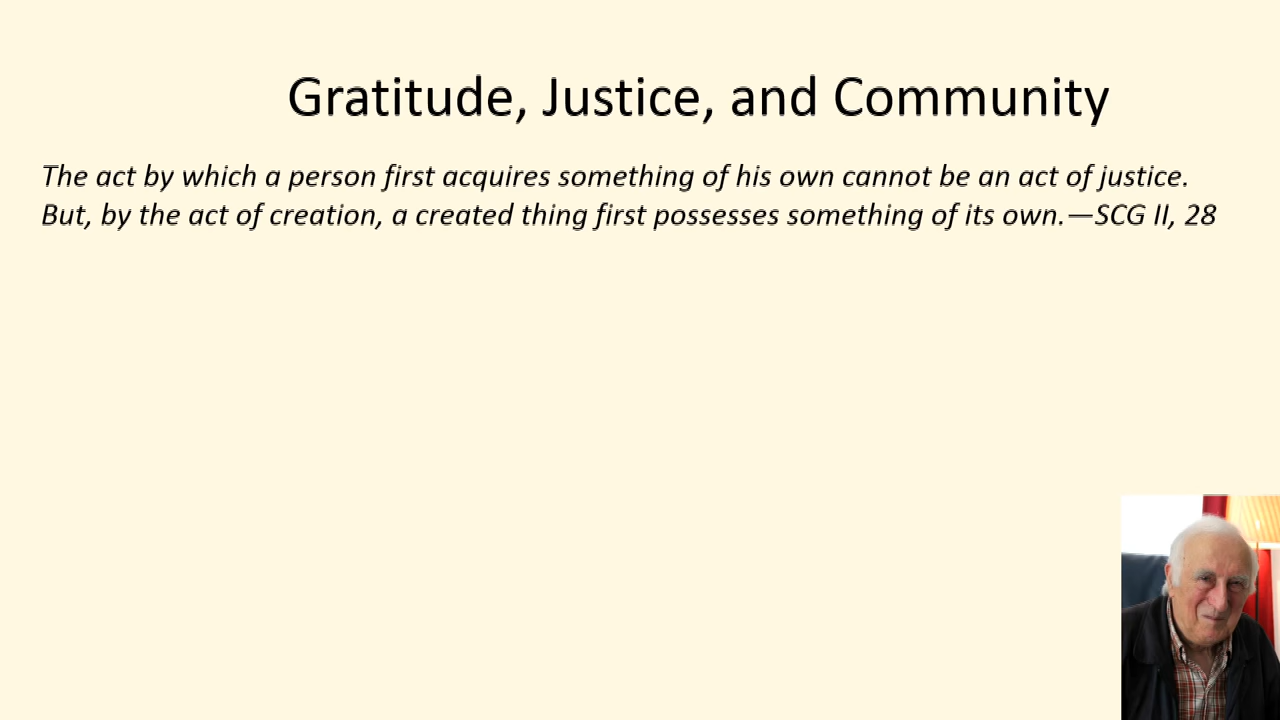 Gratitude, Justice, and Community
The act by which a person first acquires something of his own cannot be an act of justice.
But, by the act of creation, a created thing first possesses something of its own.—SCG II, 28